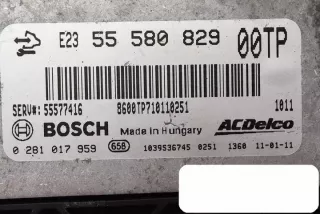 E23 55 580 829 00TP
SERV#: 55577416 B600TP710110251 1011
BOSCH Made in Hungary ACDelco
0 281 017 959 658 1039S36745 0251 1360 11-01-11